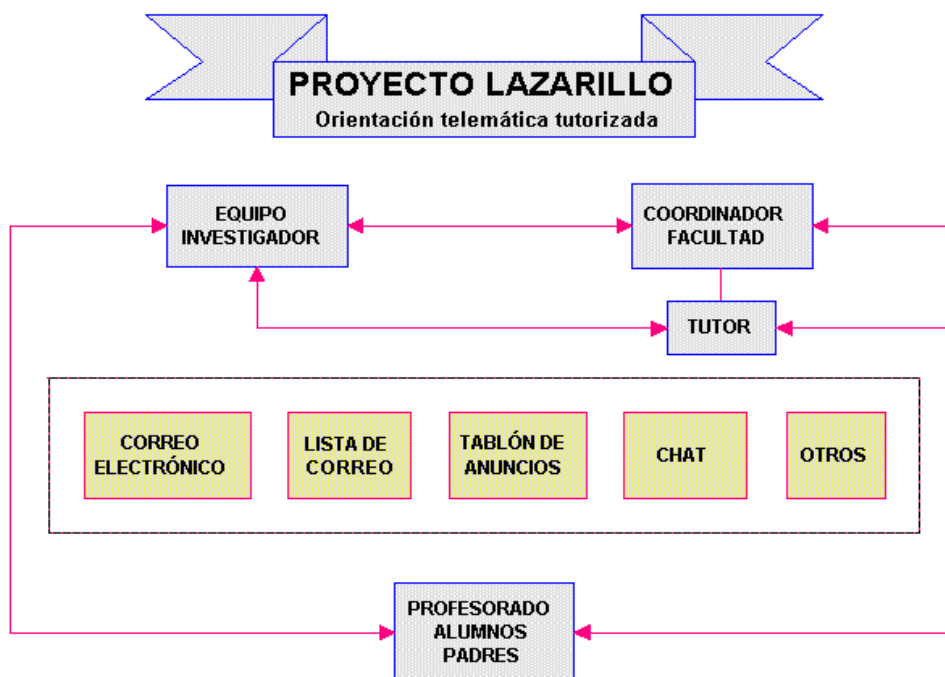 PROYECTO LAZARILLO
Orientación telemática tutorizada
EQUIPO
INVESTIGADOR
COORDINADOR
FACULTAD
TUTOR
CORREO
ELECTRÓNICO
LISTA DE
CORREO
TABLÓN DE
ANUNCIOS
CHAT
OTROS
PROFESORADO
ALUMNOS
PADRES